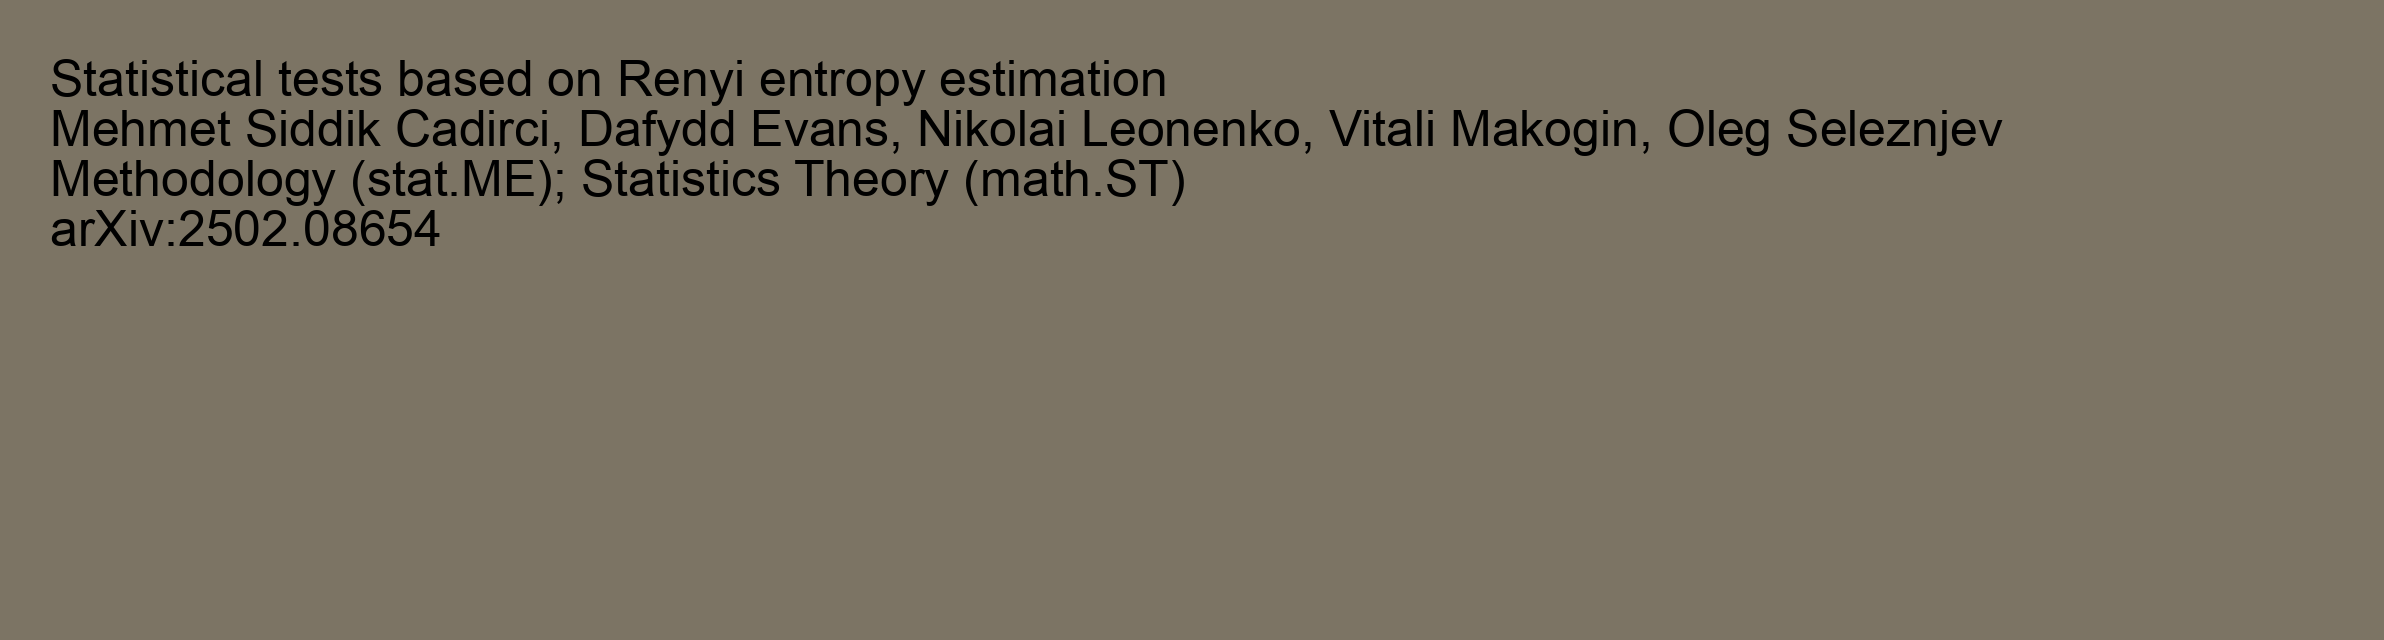 Statistical tests based on Renyi entropy estimation
Mehmet Siddik Cadirci, Dafydd Evans, Nikolai Leonenko, Vitali Makogin, Oleg Seleznjev
Methodology (stat.ME); Statistics Theory (math.ST)
arXiv:2502.08654